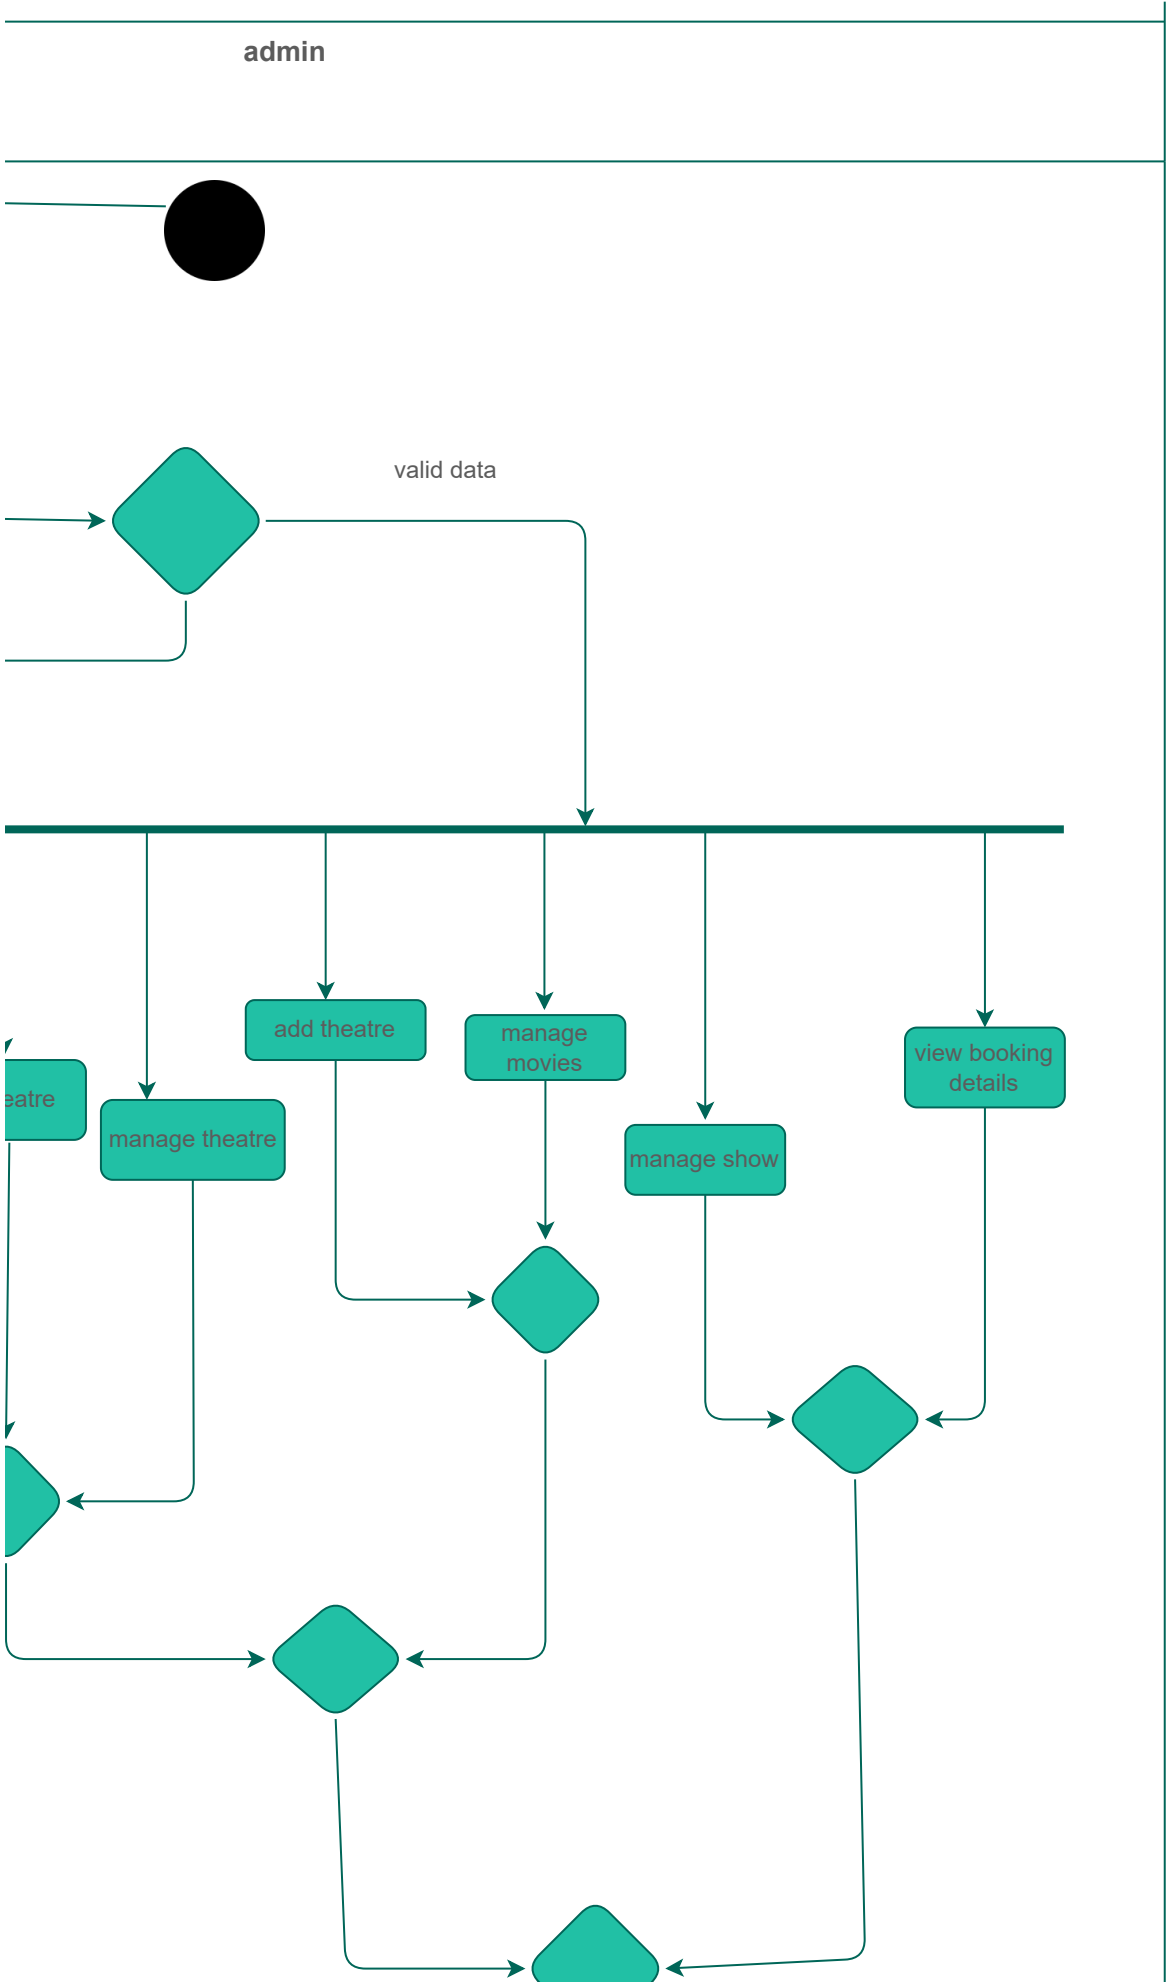 admin
valid data
add theatre
manage
movies
view booking
details
eatre
manage theatre
manage show